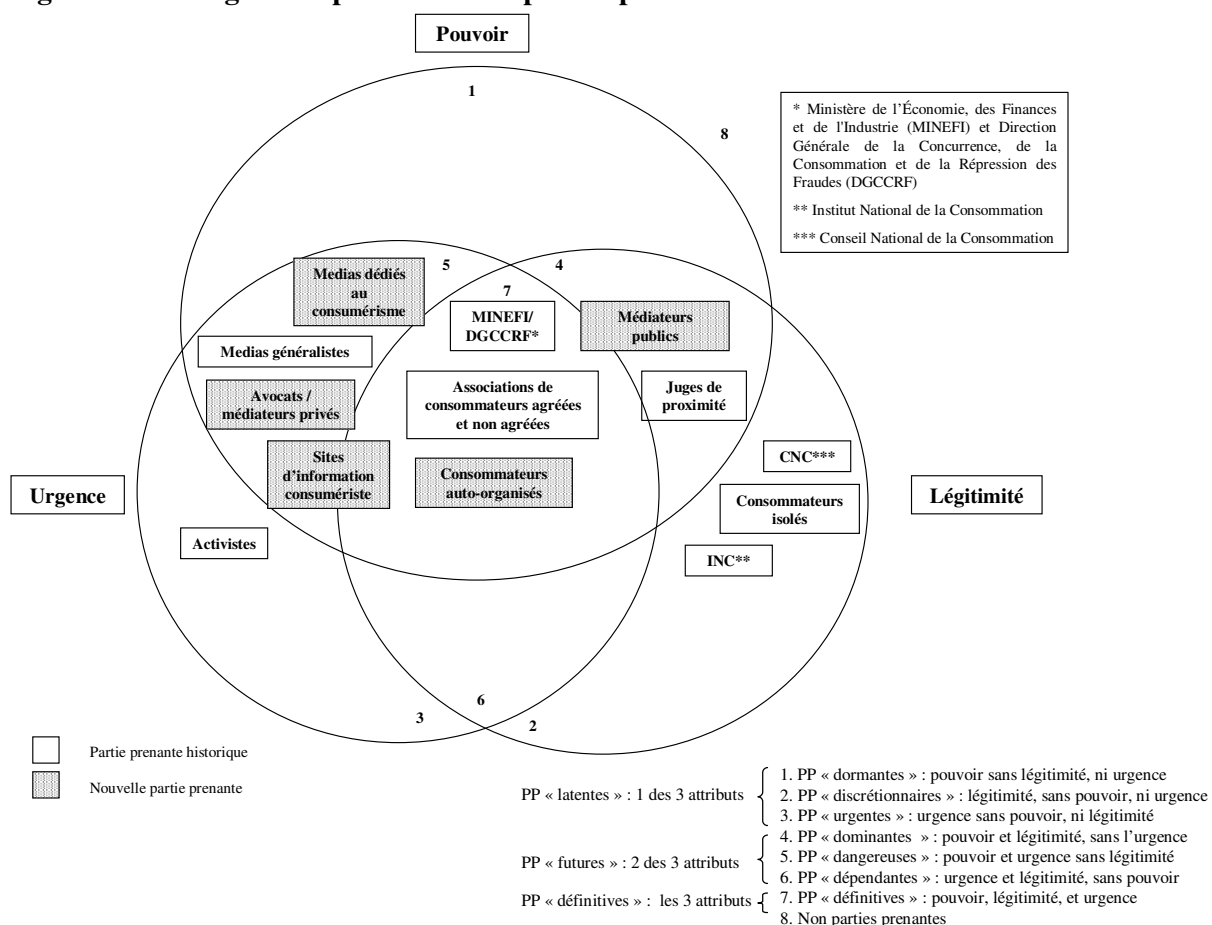 Pouvoir
1
8
* Ministère de l'Économie, des Finances
et de l'Industrie (MINEFI) et Direction
Générale de la Concurrence, de la
Consommation et de la Répression des
Fraudes (DGCCRF)
** Institut National de la Consommation
*** Conseil National de la Consommation
5
4
7
Medias dédiés
au
consumérisme
MINEFI/
DGCCRF*
Médiateurs
publics
Medias généralistes
Associations de
consommateurs agréées
et non agréées
Juges de
proximité
Avocats /
médiateurs privés
Sites
d'information
consumériste
Consommateurs
auto-organisés
CNC***
Urgence
Consommateurs
isolés
Légitimité
Activistes
INC**
6
3
2
Partie prenante historique
Nouvelle partie prenante
PP « latentes » : 1 des 3 attributs
1. PP « dormantes » : pouvoir sans légitimité, ni urgence
2. PP « discrétionnaires » : légitimité, sans pouvoir, ni urgence
3. PP « urgentes » : urgence sans pouvoir, ni légitimité
PP « futures » : 2 des 3 attributs
4. PP « dominantes » : pouvoir et légitimité, sans l'urgence
5. PP « dangereuses » : pouvoir et urgence sans légitimité
6. PP « dépendantes » : urgence et légitimité, sans pouvoir
PP « définitives » : les 3 attributs
7. PP « définitives » : pouvoir, légitimité, et urgence
8. Non parties prenantes